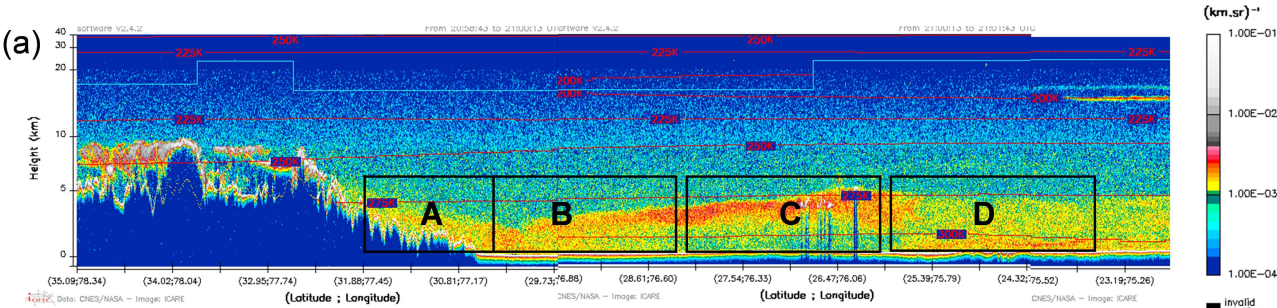 (a)
software v2.4.2
From 20:58:43 to 21:00:13 UTC
software v2.4.2
From 21:00:13 to 21:01:43 UTC
(km.sr)⁻¹
1.00E-01
1.00E-02
1.00E-03
1.00E-04
invalid
Height (km)
40
30
20
10
5
0
250K
250K
225K
225K
225K
200K
200K
200K
225K
225K
225K
250K
250K
275K
275K
300K
A
B
C
D
(35.09;78.34)
(34.02;78.04)
(32.95;77.74)
(31.88;77.45)
(30.81;77.17)
(29.73;
76.88)
(28.61;76.60)
(27.54;76.33)
(26.47;76.06)
(25.39;75.79)
(24.32;75.52)
(23.19;75.26)
(Latitude ; Longitude)
(Latitude ; Longitude)
Data: CNES/NASA - Image: ICARE
CNES/NASA - Image: ICARE
CNES/NASA - Image: ICARE